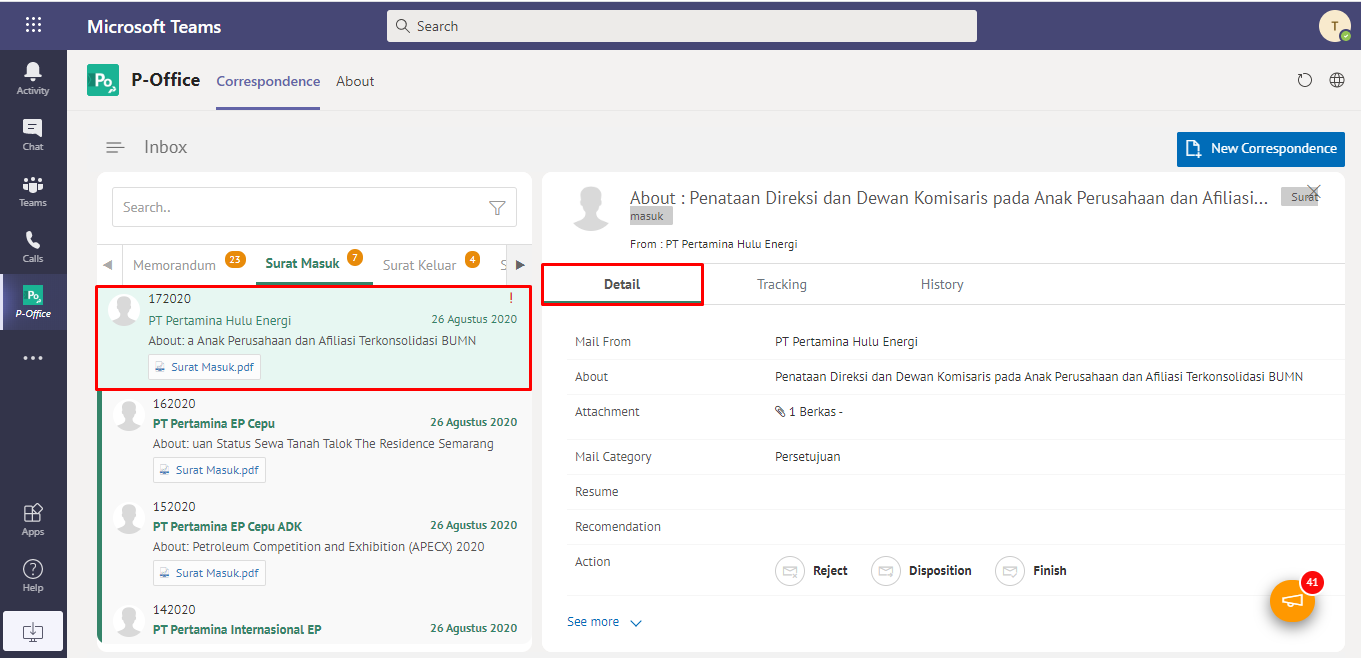 Microsoft Teams
Search
T
Activity
Chat
Teams
Calls
P-Office
Apps
Help
Po
P-Office
Correspondence
About
Inbox
New Correspondence
Search..
Memorandum 23
Surat Masuk 7
Surat Keluar 4
S
172020 !
PT Pertamina Hulu Energi 26 Agustus 2020
About: a Anak Perusahaan dan Afiliasi Terkonsolidasi BUMN
Surat Masuk.pdf
162020
PT Pertamina EP Cepu 26 Agustus 2020
About: uan Status Sewa Tanah Talok The Residence Semarang
Surat Masuk.pdf
152020
PT Pertamina EP Cepu ADK 26 Agustus 2020
About: Petroleum Competition and Exhibition (APECX) 2020
Surat Masuk.pdf
142020
PT Pertamina Internasional EP 26 Agustus 2020
About : Penataan Direksi dan Dewan Komisaris pada Anak Perusahaan dan Afiliasi... Surat
masuk
From : PT Pertamina Hulu Energi
Detail
Tracking
History
Mail From PT Pertamina Hulu Energi
About Penataan Direksi dan Dewan Komisaris pada Anak Perusahaan dan Afiliasi Terkonsolidasi BUMN
Attachment 1 Berkas -
Mail Category Persetujuan
Resume
Recomendation
Action Reject Disposition Finish
See more
41